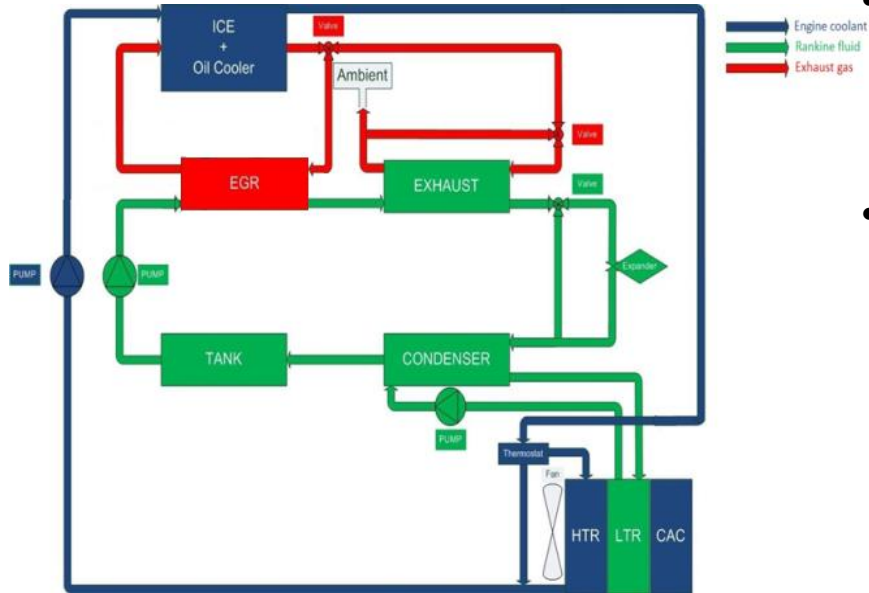 ICE
+
Oil Cooler
Valve
Ambient
Engine coolant
Rankine fluid
Exhaust gas
Valve
EGR
EXHAUST
Valve
PUMP
PUMP
Expander
TANK
CONDENSER
PUMP
Thermostat
Fan
HTR
LTR
CAC